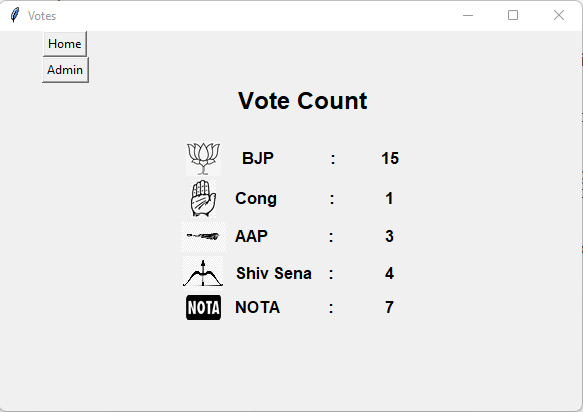 Votes
Home
Admin
Vote Count
BJP : 15
Cong : 1
AAP : 3
Shiv Sena : 4
NOTA NOTA : 7